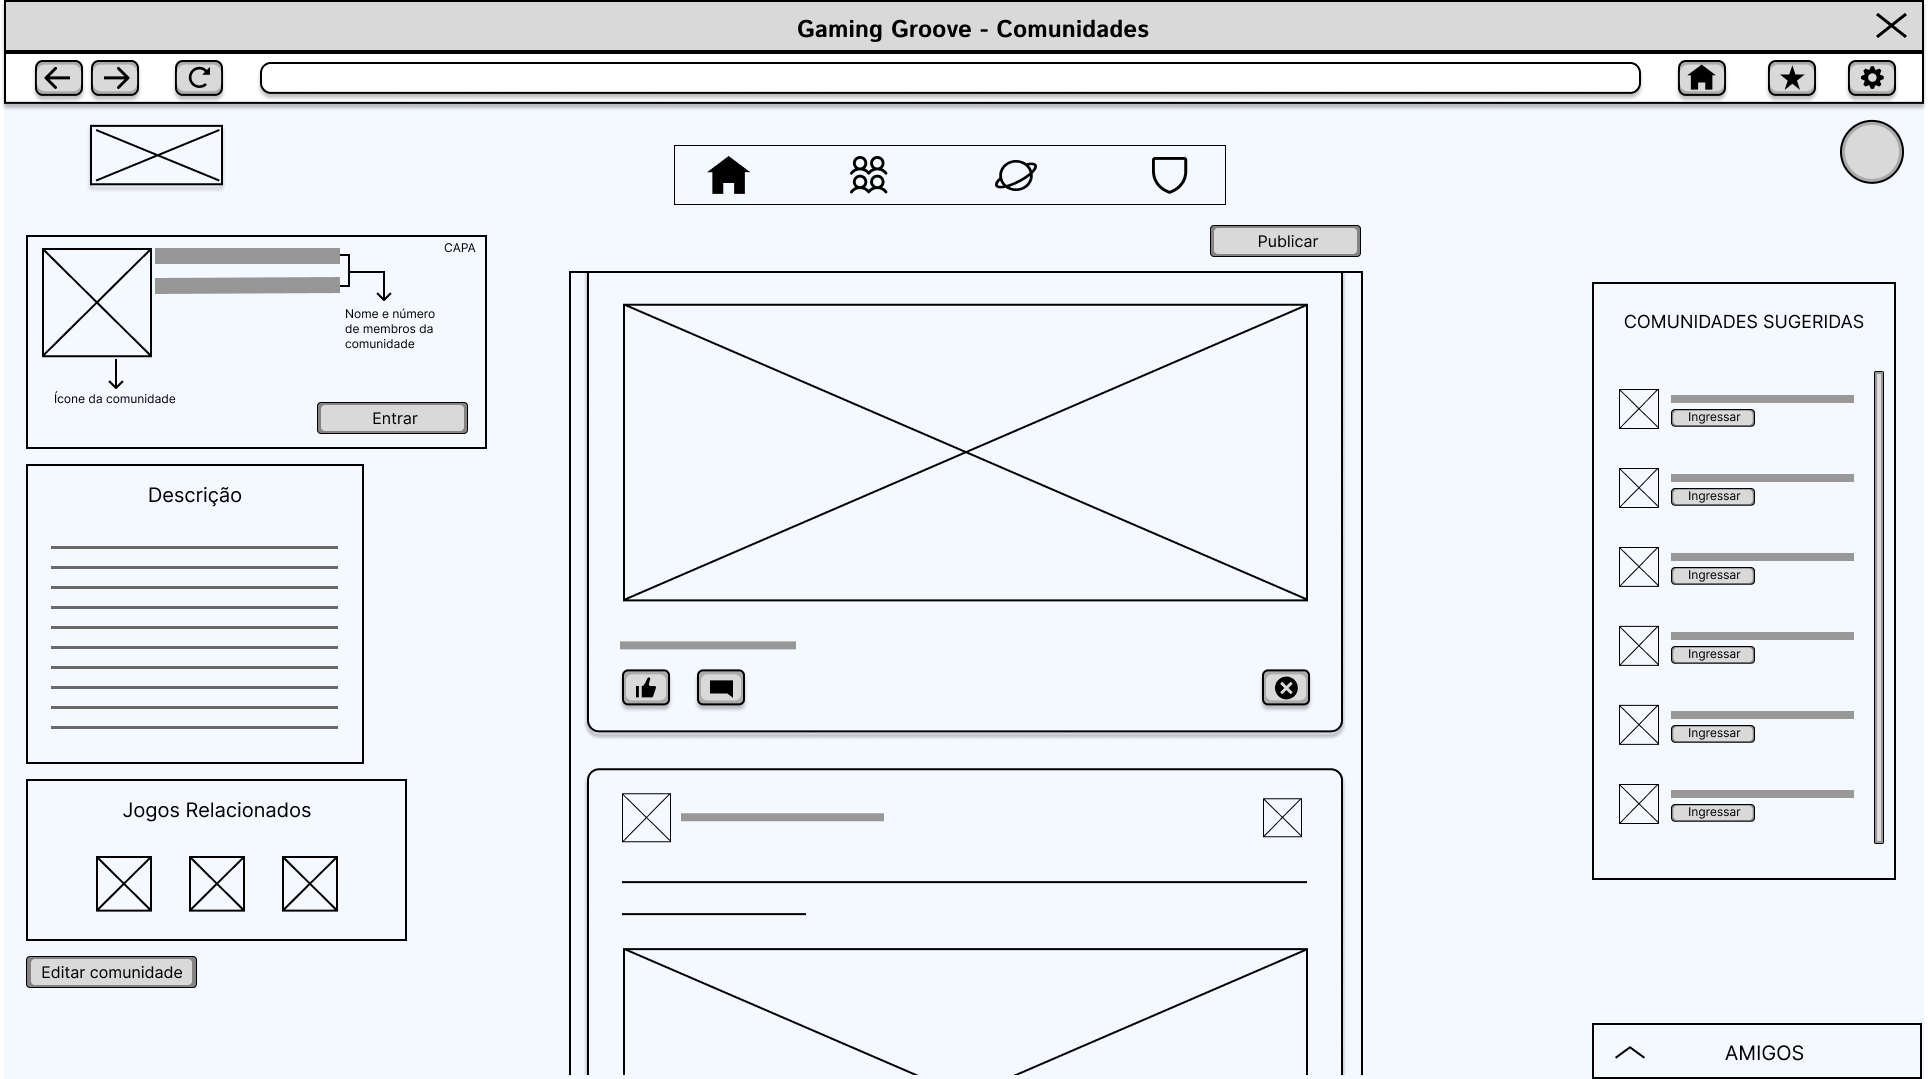 Gaming Groove - Comunidades
CAPA
Nome e número
de membros da
comunidade
Ícone da comunidade
Entrar
Descrição
Jogos Relacionados
Editar comunidade
Publicar
COMUNIDADES SUGERIDAS
Ingressar
Ingressar
Ingressar
Ingressar
Ingressar
Ingressar
AMIGOS